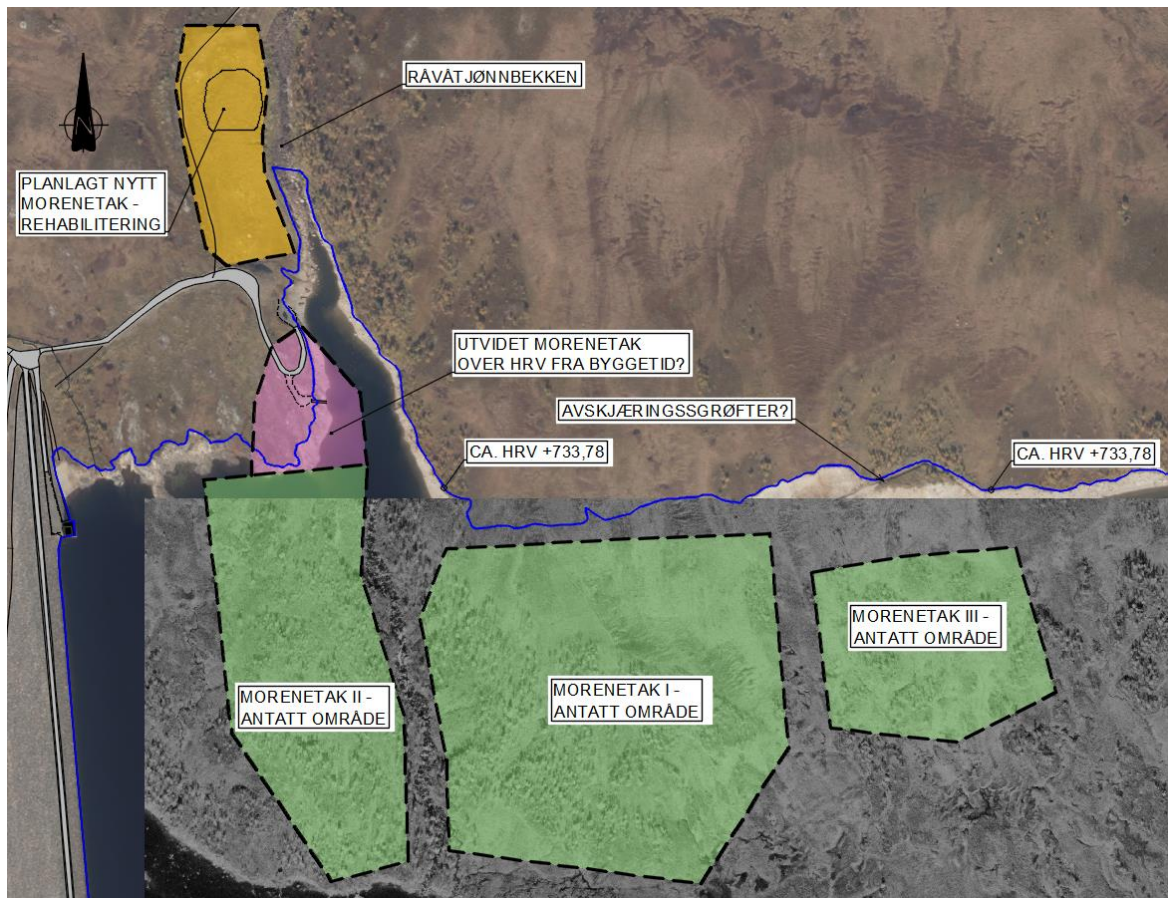 RÅVÅTJØNNBEKKEN
N
PLANLAGT NYTT
MORENETAK -
REHABILITERING
UTVIDET MORENETAK
OVER HRV FRA BYGGETID?
AVSKJÆRINGSSGRØFTER?
CA. HRV +733,78
CA. HRV +733,78
MORENETAK III -
ANTATT OMRÅDE
MORENETAK II -
ANTATT OMRÅDE
MORENETAK I -
ANTATT OMRÅDE